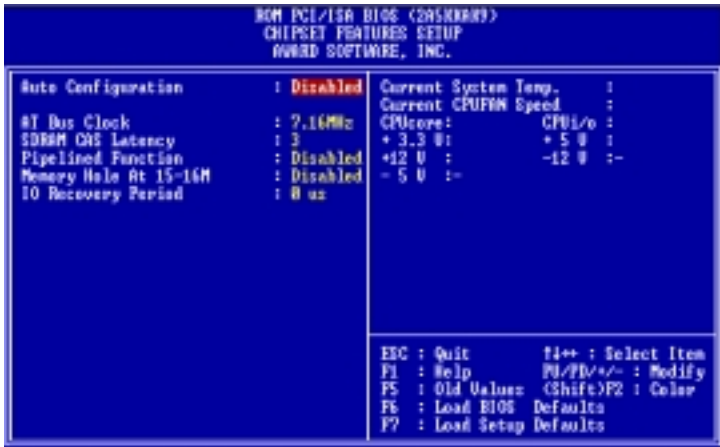 ROM PCI/ISA BIOS (2A5KKAK9)
CHIPSET FEATURES SETUP
AWARD SOFTWARE, INC.
Auto Configuration : Disabled
AT Bus Clock : 7.16MHz
SDRAM CAS Latency : 3
Pipelined Function : Disabled
Memory Hole At 15-16M : Disabled
IO Recovery Period : 0 us
Current System Temp. :
Current CPUFAN Speed :
CPUcore: CPUi/o :
+ 3.3 V: + 5 V :
+12 V : -12 V :-
- 5 V :-
ESC : Quit ↑↓→← : Select Item
F1 : Help PU/PD/+/- : Modify
F5 : Old Values (Shift)F2 : Color
F6 : Load BIOS Defaults
F7 : Load Setup Defaults